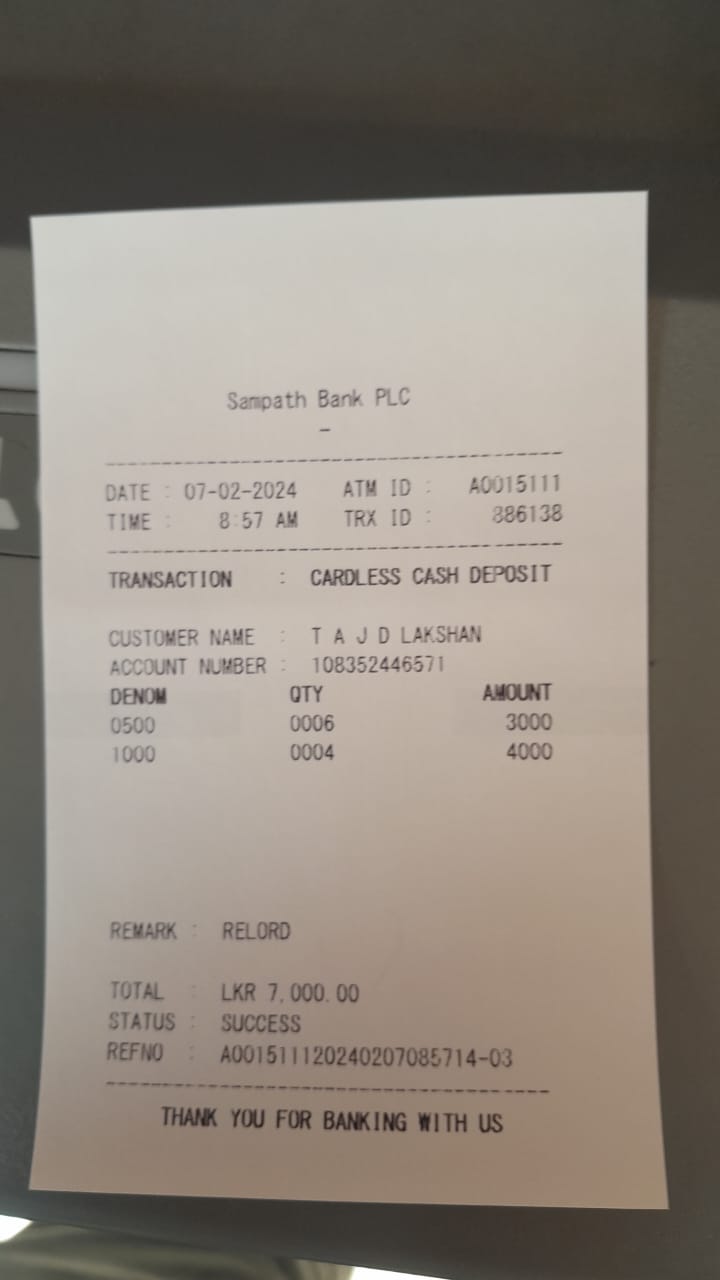 Sampath Bank PLC
-
DATE : 07-02-2024 ATM ID : A0015111
TIME : 8:57 AM TRX ID : 886138
TRANSACTION : CARDLESS CASH DEPOSIT
CUSTOMER NAME : T A J D LAKSHAN
ACCOUNT NUMBER : 108352446571
DENOM QTY AMOUNT
0500 0006 3000
1000 0004 4000
REMARK : RELORD
TOTAL : LKR 7,000.00
STATUS : SUCCESS
REFNO : A001511120240207085714-03
THANK YOU FOR BANKING WITH US